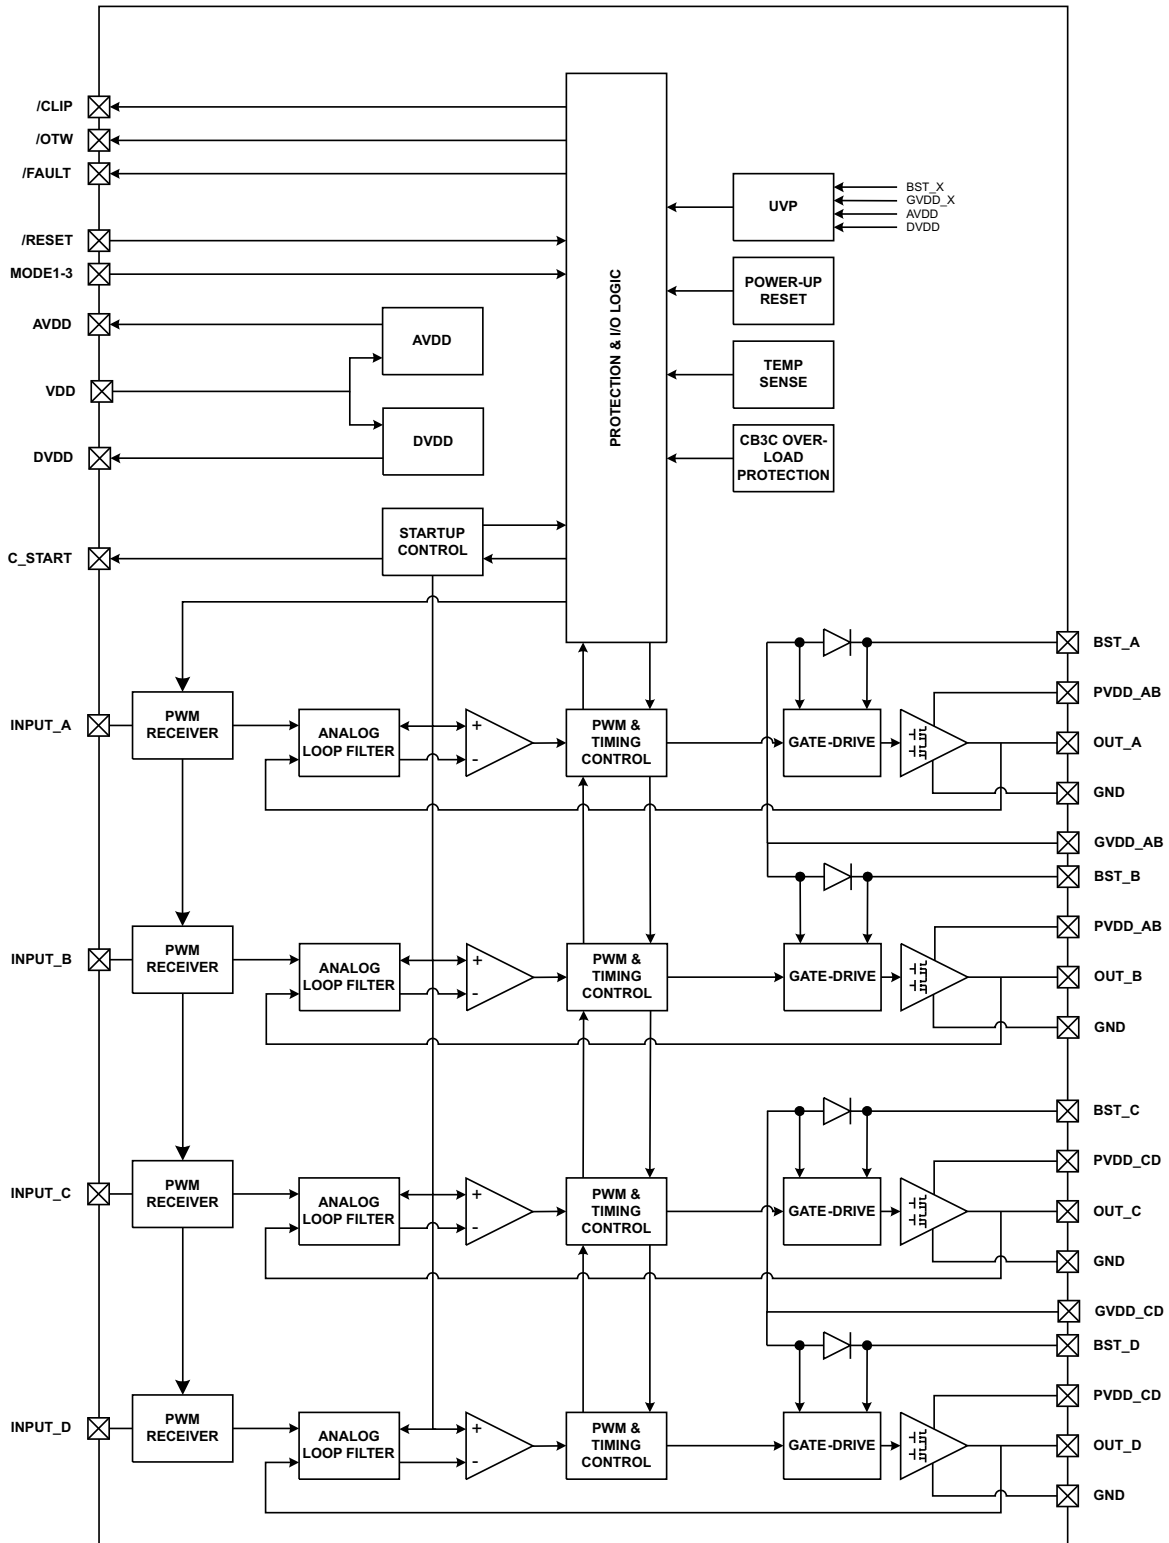 /CLIP
/OTW
/FAULT
/RESET
MODE1-3
AVDD
VDD
DVDD
C_START
AVDD
DVDD
STARTUP
CONTROL
PROTECTION & I/O LOGIC
UVP
BST_X
GVDD_X
AVDD
DVDD
POWER-UP
RESET
TEMP
SENSE
CB3C OVER-
LOAD
PROTECTION
INPUT_A
PWM
RECEIVER
ANALOG
LOOP FILTER
+
-
PWM &
TIMING
CONTROL
GATE-DRIVE
BST_A
PVDD_AB
OUT_A
GND
GVDD_AB
INPUT_B
PWM
RECEIVER
ANALOG
LOOP FILTER
+
-
PWM &
TIMING
CONTROL
GATE-DRIVE
BST_B
PVDD_AB
OUT_B
GND
INPUT_C
PWM
RECEIVER
ANALOG
LOOP FILTER
+
-
PWM &
TIMING
CONTROL
GATE-DRIVE
BST_C
PVDD_CD
OUT_C
GND
GVDD_CD
INPUT_D
PWM
RECEIVER
ANALOG
LOOP FILTER
+
-
PWM &
TIMING
CONTROL
GATE-DRIVE
BST_D
PVDD_CD
OUT_D
GND